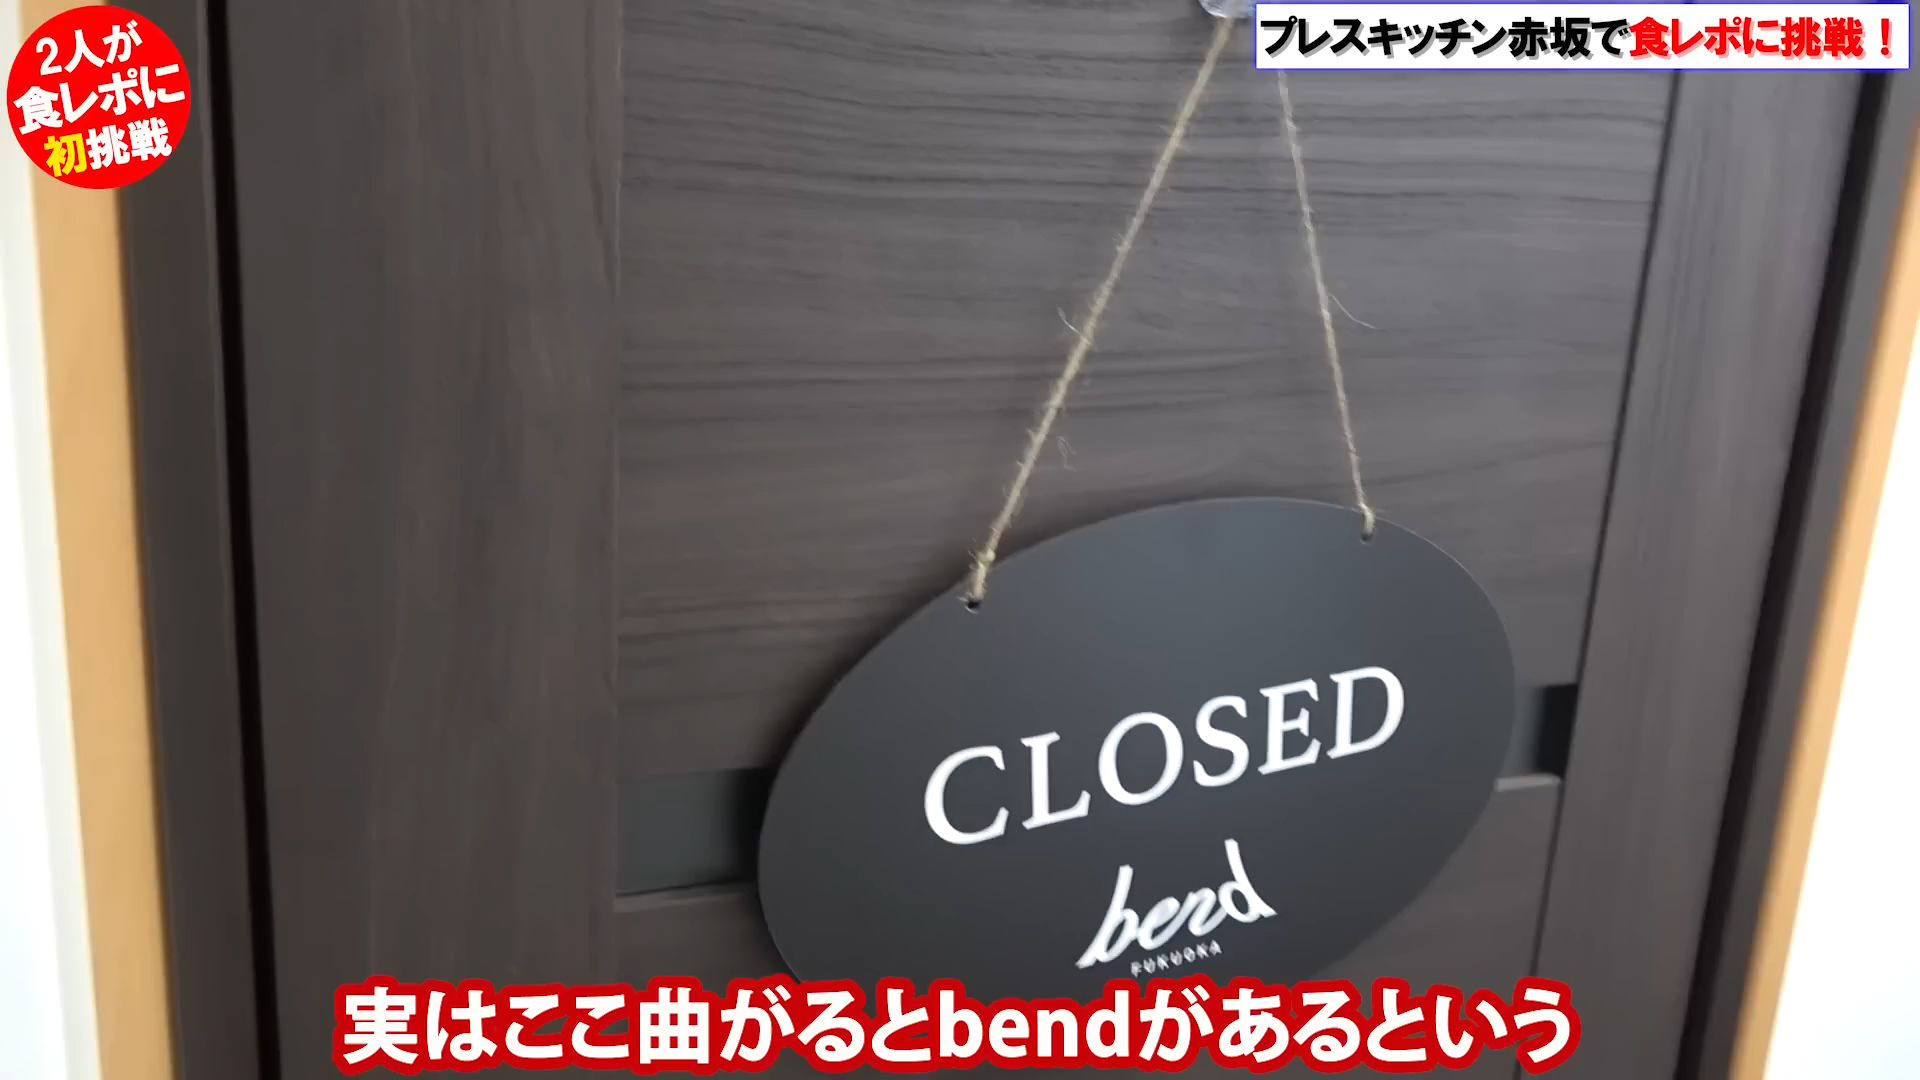 2人が
食レポに
初挑戦
プレスキッチン赤坂で食レポに挑戦！
CLOSED
bend
FUKUOKA
実はここ曲がるとbendがあるという